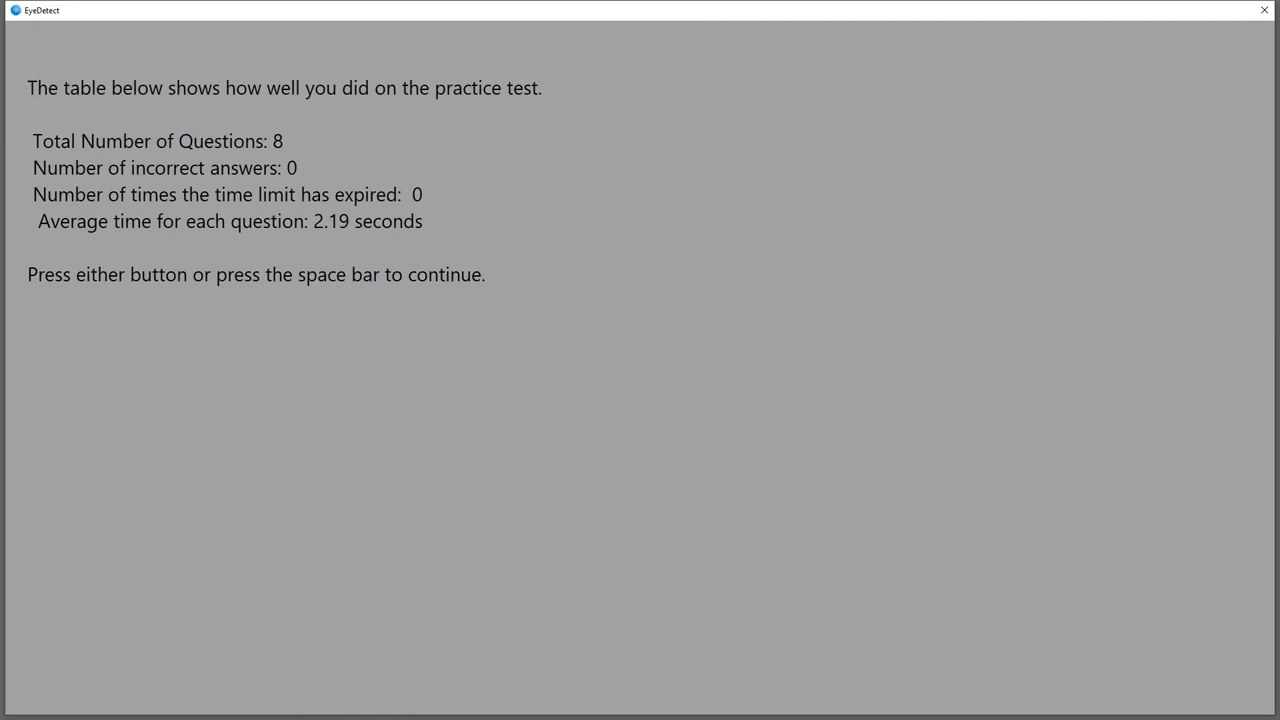 EyeDetect
The table below shows how well you did on the practice test.
Total Number of Questions: 8
Number of incorrect answers: 0
Number of times the time limit has expired:  0
Average time for each question: 2.19 seconds
Press either button or press the space bar to continue.